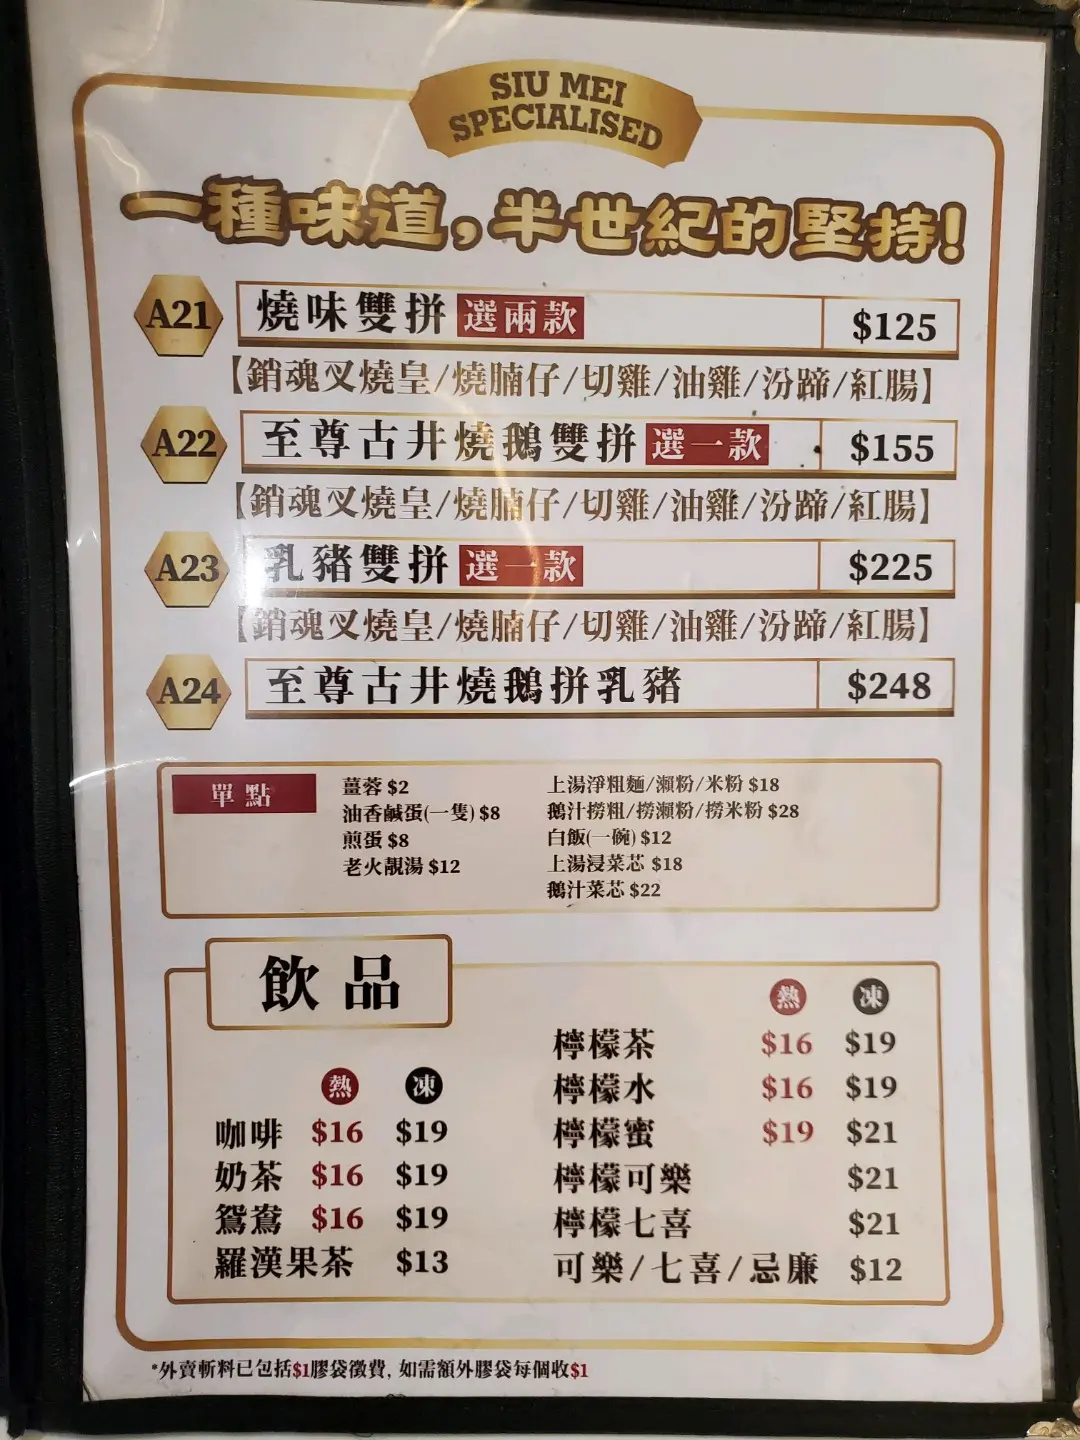 SIU MEI
SPECIALISED
一種味道，半世紀的堅持！
A21 燒味雙拼 選兩款 $125
【銷魂叉燒皇/燒腩仔/切雞/油雞/汾蹄/紅腸】
A22 至尊古井燒鵝雙拼 選一款 $155
【銷魂叉燒皇/燒腩仔/切雞/油雞/汾蹄/紅腸】
A23 乳豬雙拼 選一款 $225
【銷魂叉燒皇/燒腩仔/切雞/油雞/汾蹄/紅腸】
A24 至尊古井燒鵝拼乳豬 $248
單點
薑蓉 $2
油香鹹蛋(一隻) $8
煎蛋 $8
老火靚湯 $12
上湯淨粗麵/瀨粉/米粉 $18
鵝汁撈粗/撈瀨粉/撈米粉 $28
白飯(一碗) $12
上湯浸菜芯 $18
鵝汁菜芯 $22
飲品
熱 凍
咖啡 $16 $19
奶茶 $16 $19
鴛鴦 $16 $19
羅漢果茶 $13
熱 凍
檸檬茶 $16 $19
檸檬水 $16 $19
檸檬蜜 $19 $21
檸檬可樂 $21
檸檬七喜 $21
可樂/七喜/忌廉 $12
*外賣斬料已包括$1膠袋徵費, 如需額外膠袋每個收$1